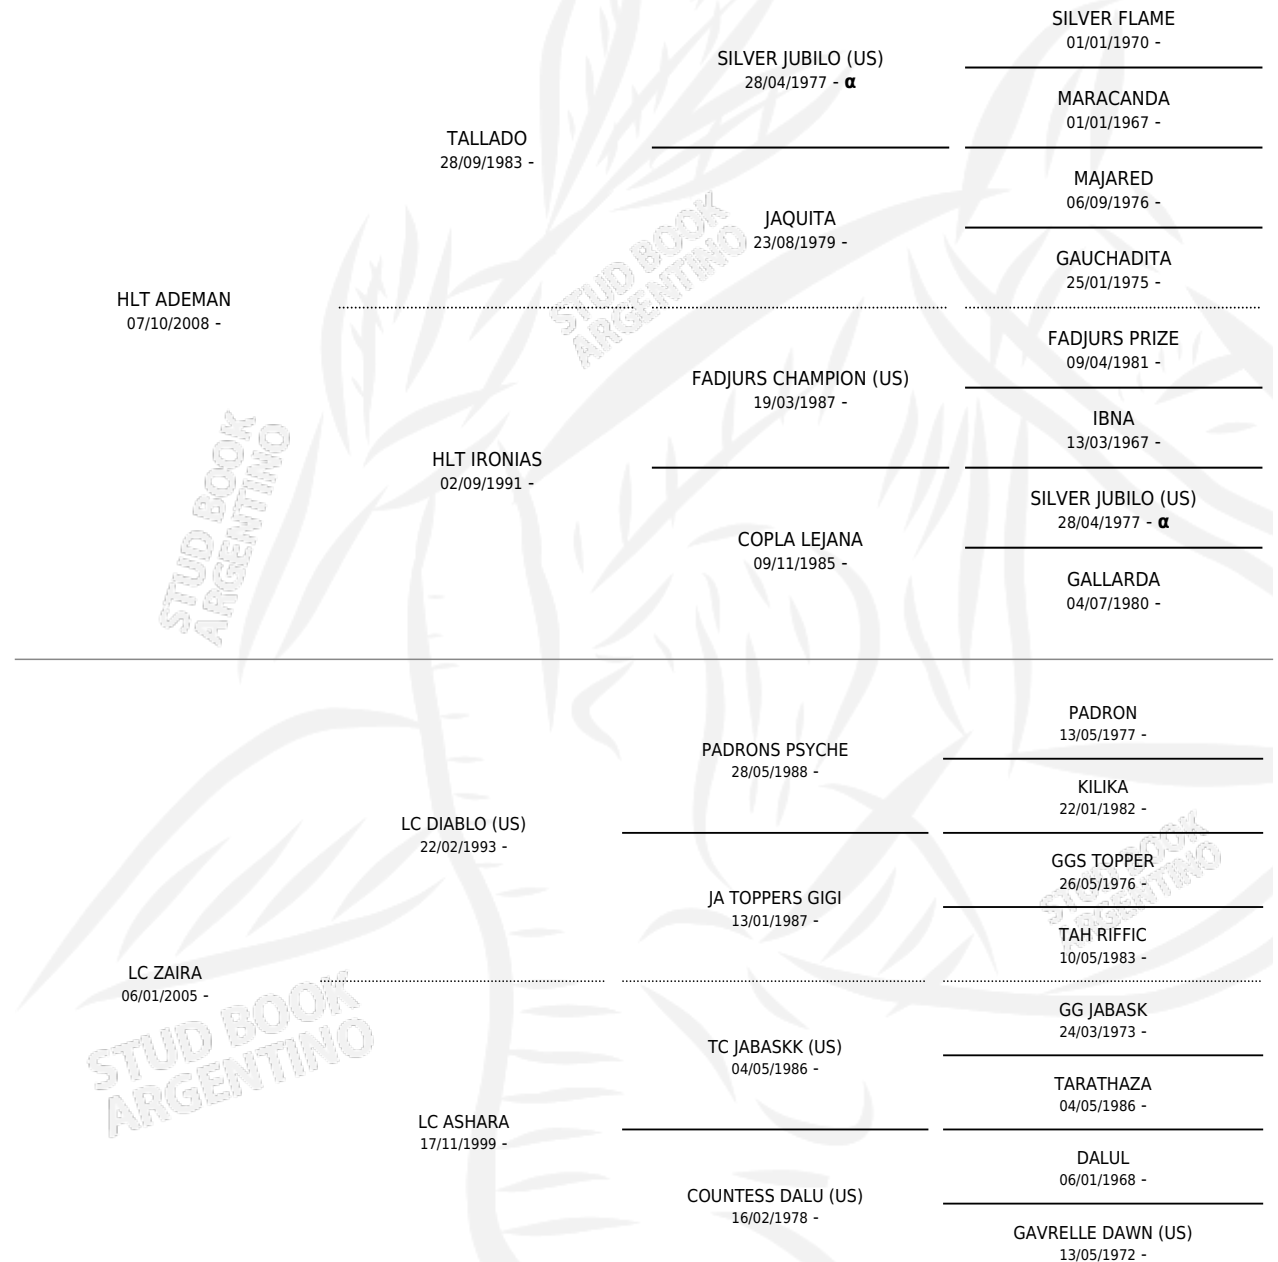 SILVER FLAME
01/01/1970 -
SILVER JUBILO (US)
28/04/1977 - α
MARACANDA
01/01/1967 -
TALLADO
28/09/1983 -
MAJARED
06/09/1976 -
JAQUITA
23/08/1979 -
GAUCHADITA
25/01/1975 -
HLT ADEMAN
07/10/2008 -
FADJURS PRIZE
09/04/1981 -
FADJURS CHAMPION (US)
19/03/1987 -
IBNA
13/03/1967 -
HLT IRONIAS
02/09/1991 -
SILVER JUBILO (US)
28/04/1977 - α
COPLA LEJANA
09/11/1985 -
GALLARDA
04/07/1980 -
PADRON
13/05/1977 -
PADRONS PSYCHE
28/05/1988 -
KILIKA
22/01/1982 -
LC DIABLO (US)
22/02/1993 -
GGS TOPPER
26/05/1976 -
JA TOPPERS GIGI
13/01/1987 -
TAH RIFFIC
10/05/1983 -
LC ZAIRA
06/01/2005 -
GG JABASK
24/03/1973 -
TC JABASKK (US)
04/05/1986 -
TARATHAZA
04/05/1986 -
LC ASHARA
17/11/1999 -
DALUL
06/01/1968 -
COUNTESS DALU (US)
16/02/1978 -
GAVRELLE DAWN (US)
13/05/1972 -
STUD BOOK
ARGENTINO
STUD BOOK
ARGENTINO
STUD BOOK
ARGENTINO
STUD BOOK
ARGENTINO